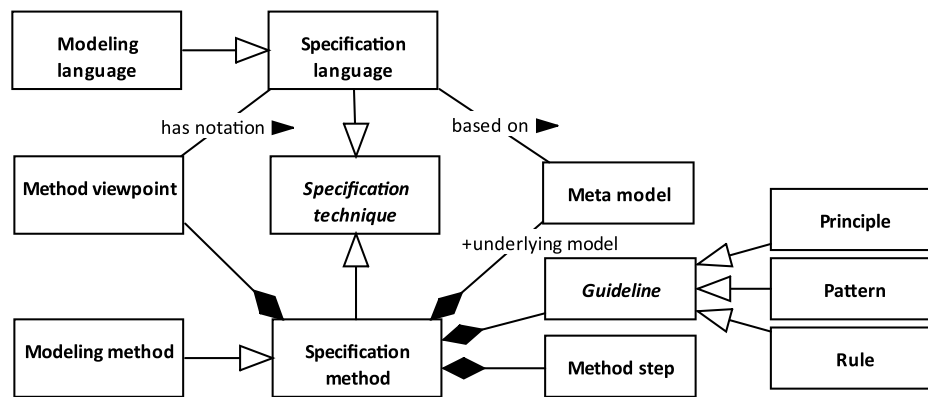 Modeling
language
Specification
language
has notation
based on
Method viewpoint
Specification
technique
Meta model
Principle
+underlying model
Guideline
Pattern
Modeling method
Specification
method
Method step
Rule